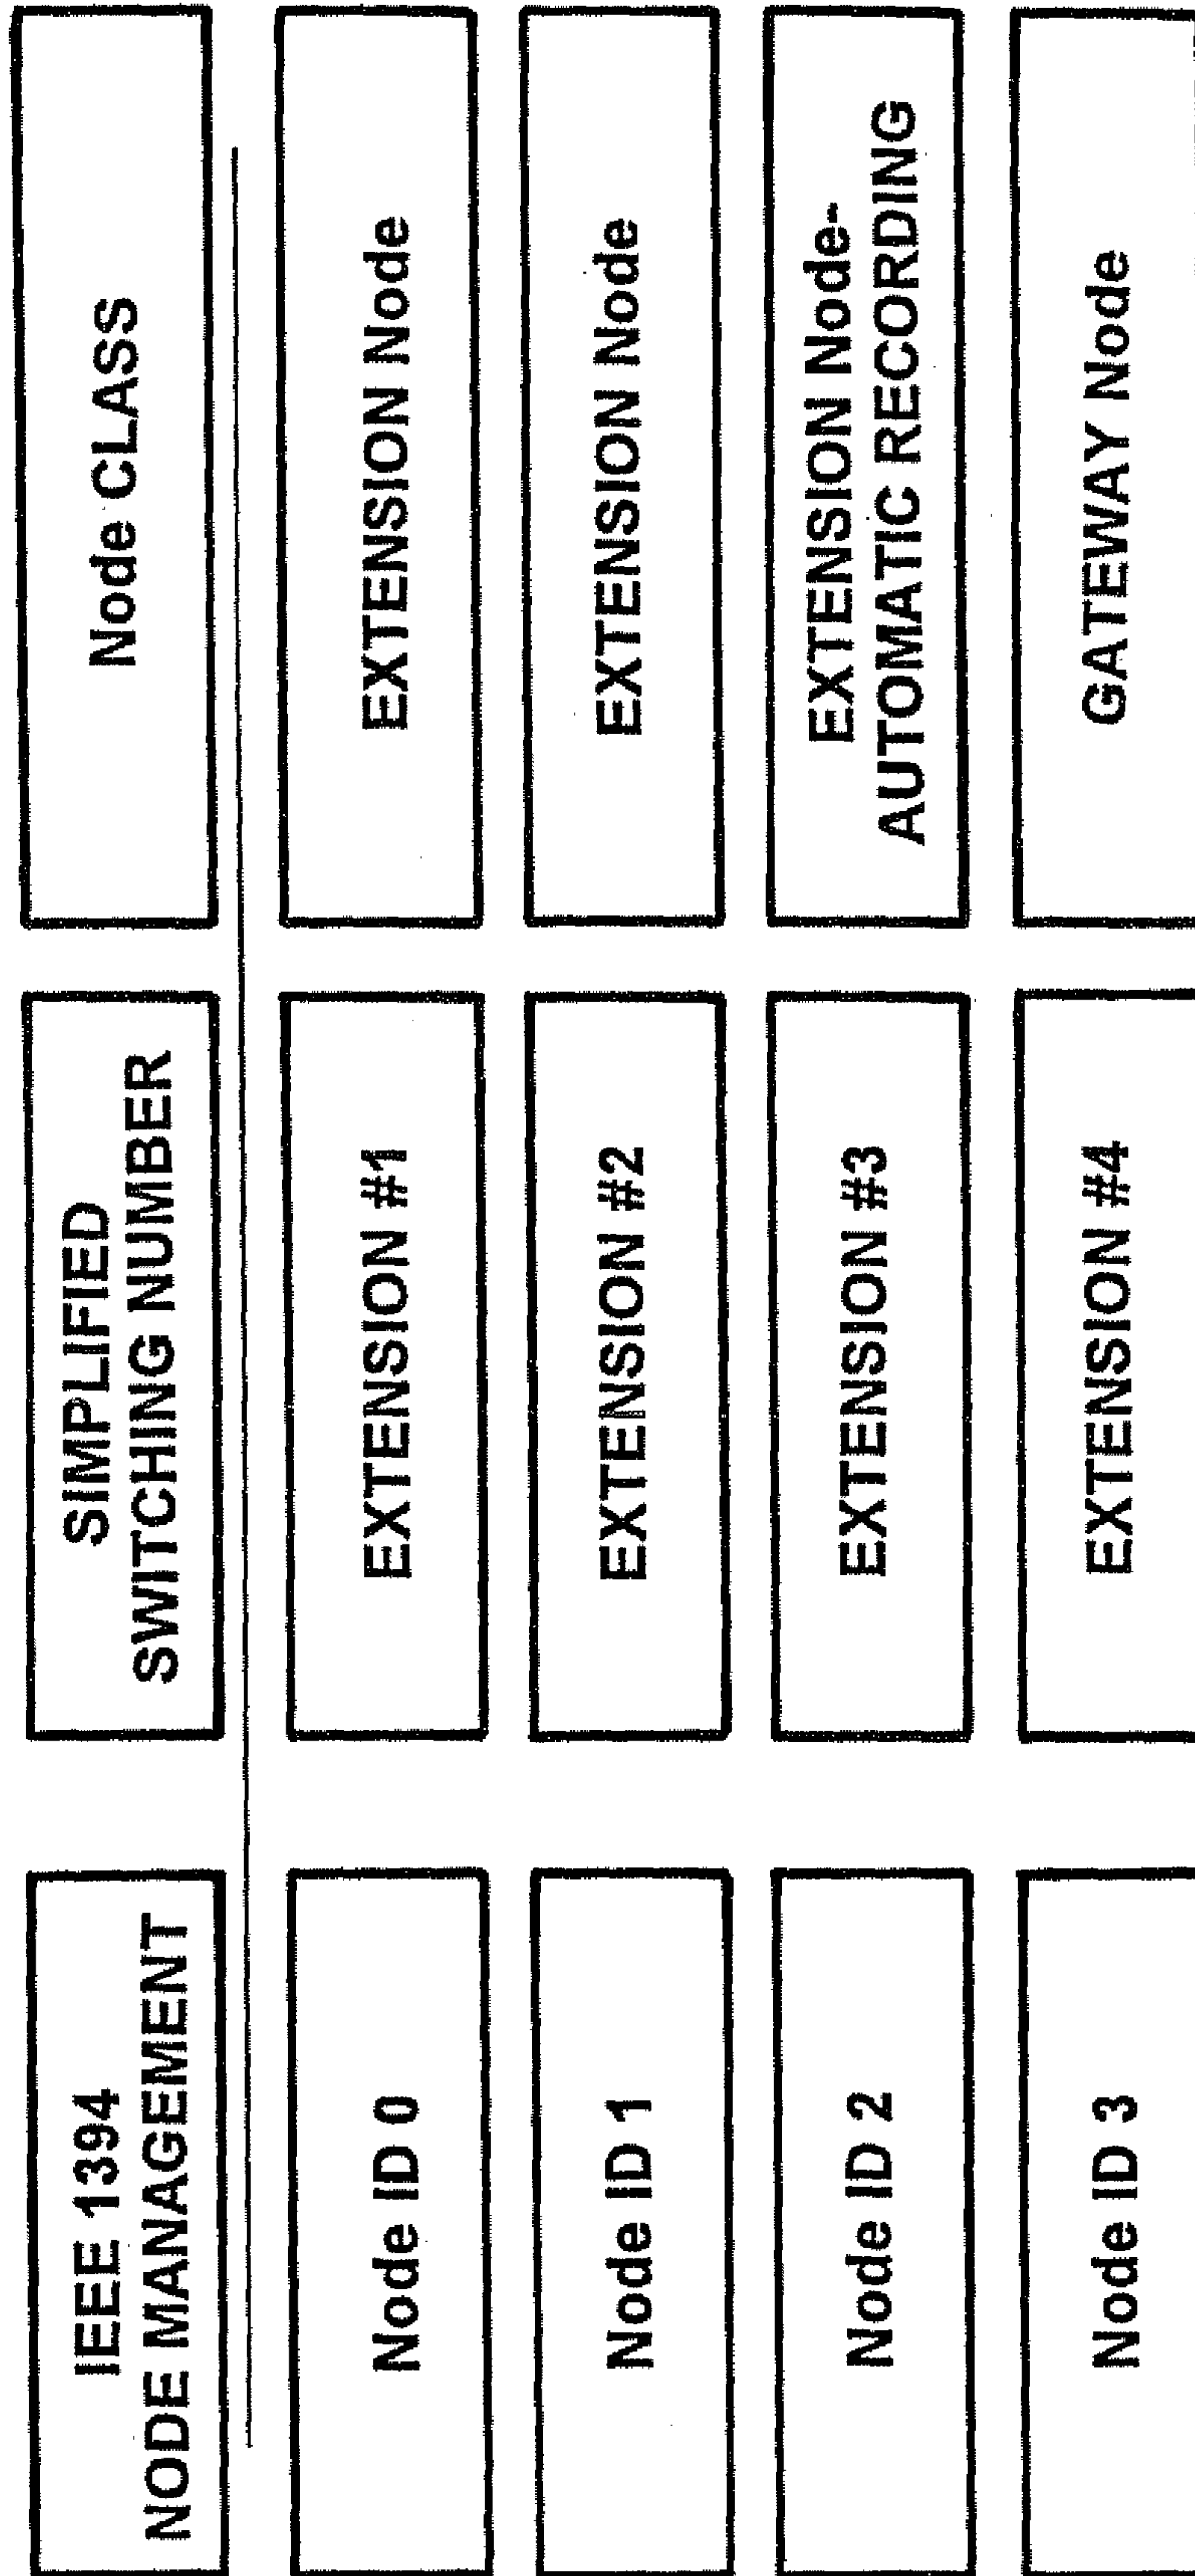 IEEE 1394
NODE MANAGEMENT
SIMPLIFIED
SWITCHING NUMBER
Node CLASS
Node ID 0
EXTENSION #1
EXTENSION Node
Node ID 1
EXTENSION #2
EXTENSION Node
Node ID 2
EXTENSION #3
EXTENSION Node-
AUTOMATIC RECORDING
Node ID 3
EXTENSION #4
GATEWAY Node